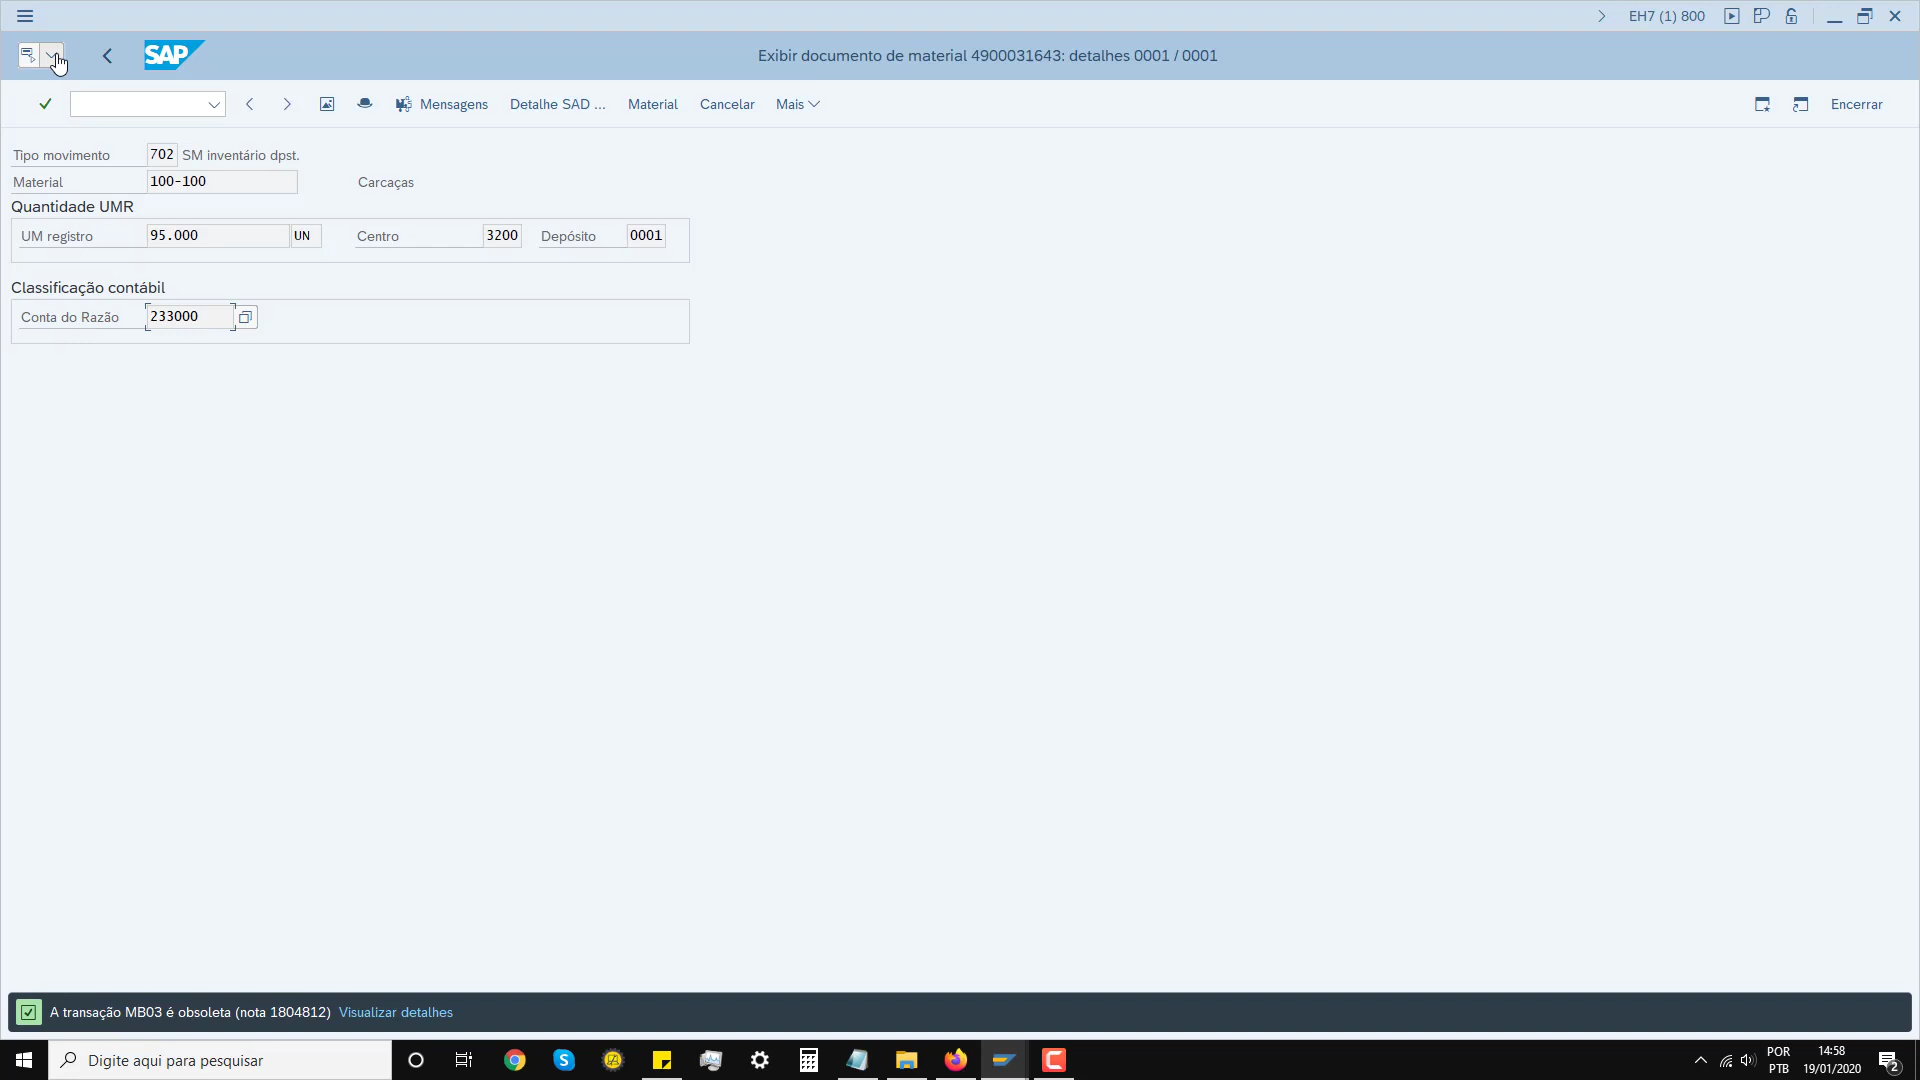 EH7 (1) 800
SAP
Exibir documento de material 4900031643: detalhes 0001 / 0001
Mensagens Detalhe SAD ... Material Cancelar Mais Encerrar
Tipo movimento 702 SM inventário dpst.
Material 100-100 Carcaças
Quantidade UMR
UM registro 95.000 UN Centro 3200 Depósito 0001
Classificação contábil
Conta do Razão 233000
A transação MB03 é obsoleta (nota 1804812) Visualizar detalhes
Digite aqui para pesquisar
POR
PTB
14:58
19/01/2020
2